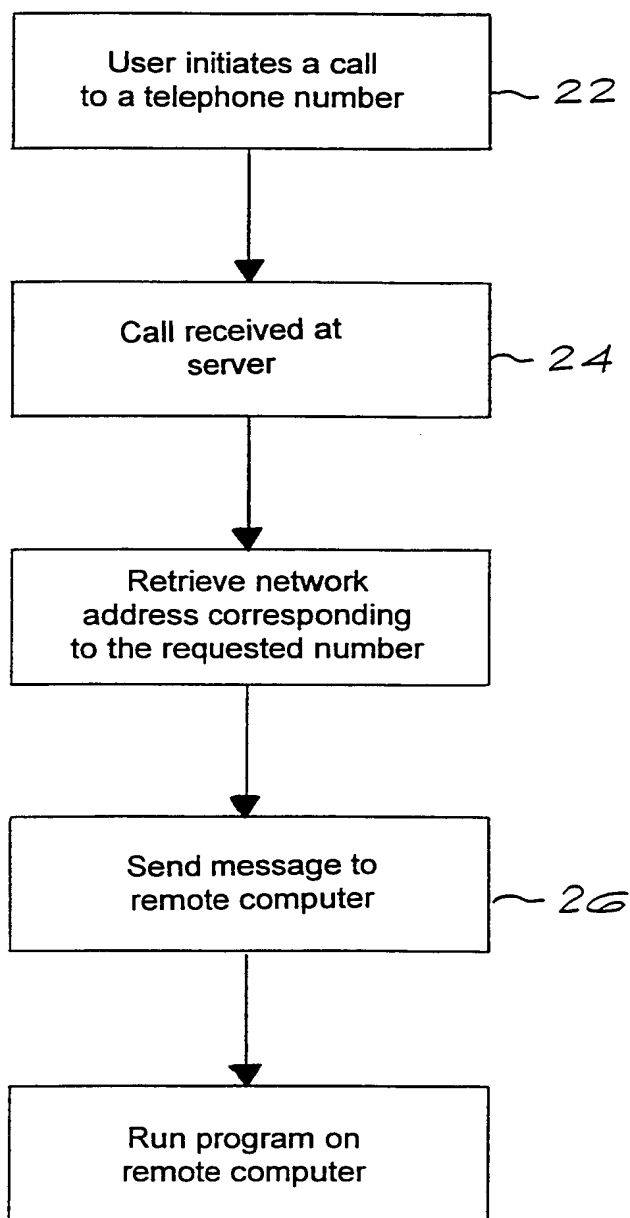 User initiates a call
to a telephone number
22
Call received at
server
24
Retrieve network
address corresponding
to the requested number
Send message to
remote computer
26
Run program on
remote computer